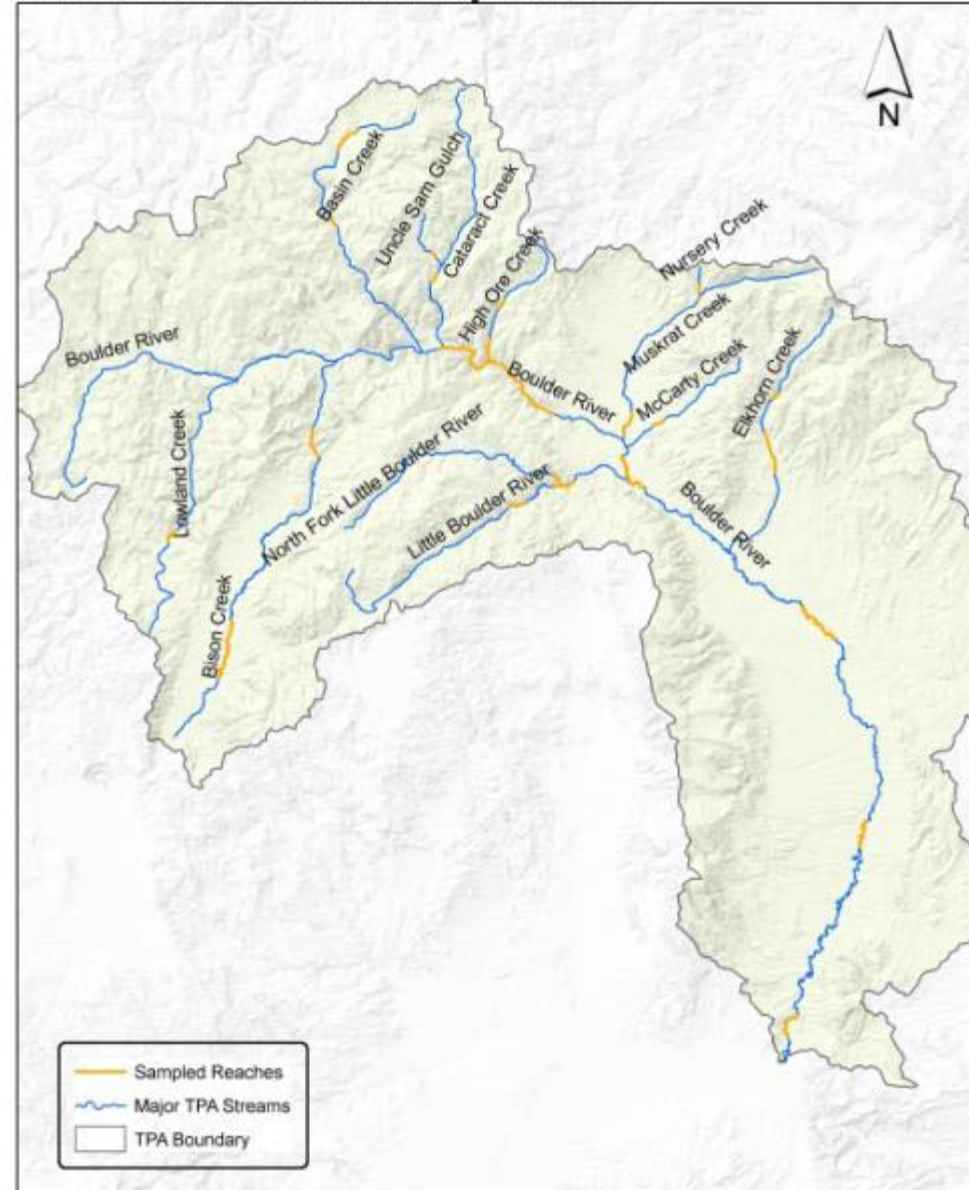 N
Basin Creek
Uncle Sam Gulch
Cataract Creek
High Ore Creek
Nursery Creek
Muskrat Creek
McCarty Creek
Elkhorn Creek
Boulder River
Boulder River
Lowland Creek
North Fork Little Boulder River
Little Boulder River
Boulder River
Bison Creek
Sampled Reaches
Major TPA Streams
TPA Boundary